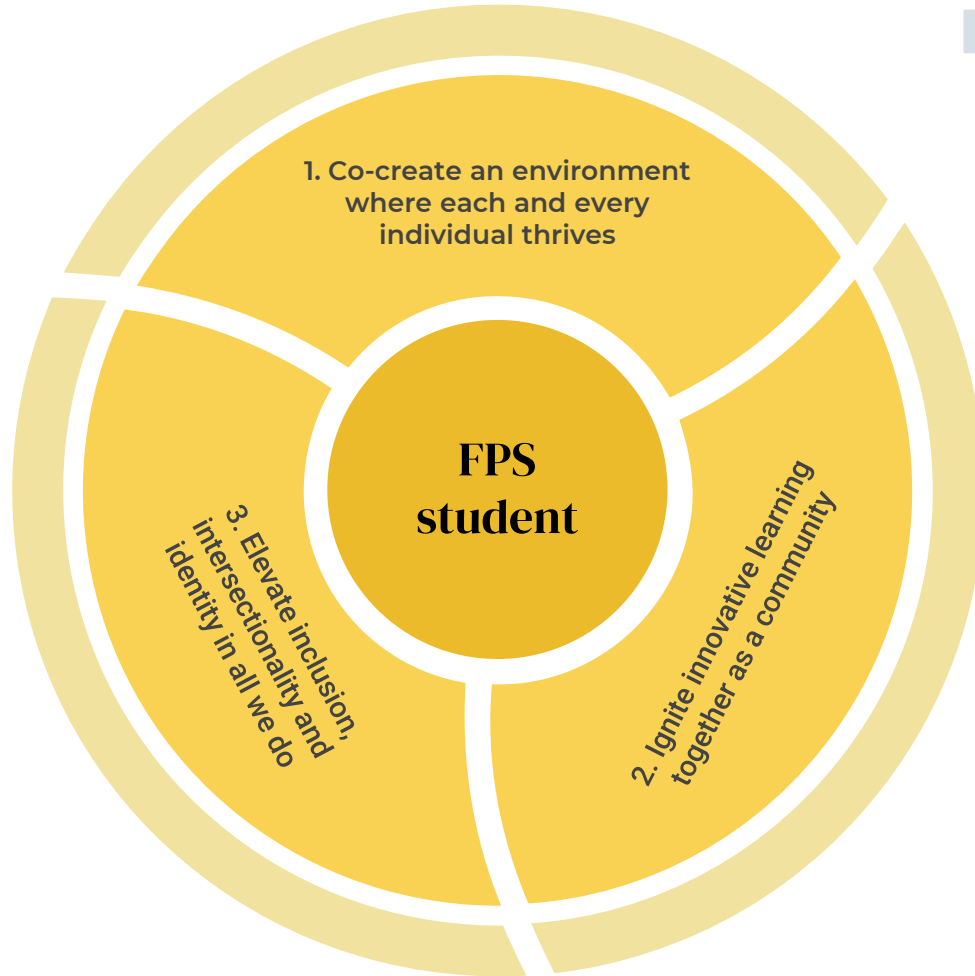 1. Co-create an environment
where each and every
individual thrives
FPS
student
2. Ignite innovative learning
together as a community
3. Elevate inclusion,
intersectionality and
identity in all we do